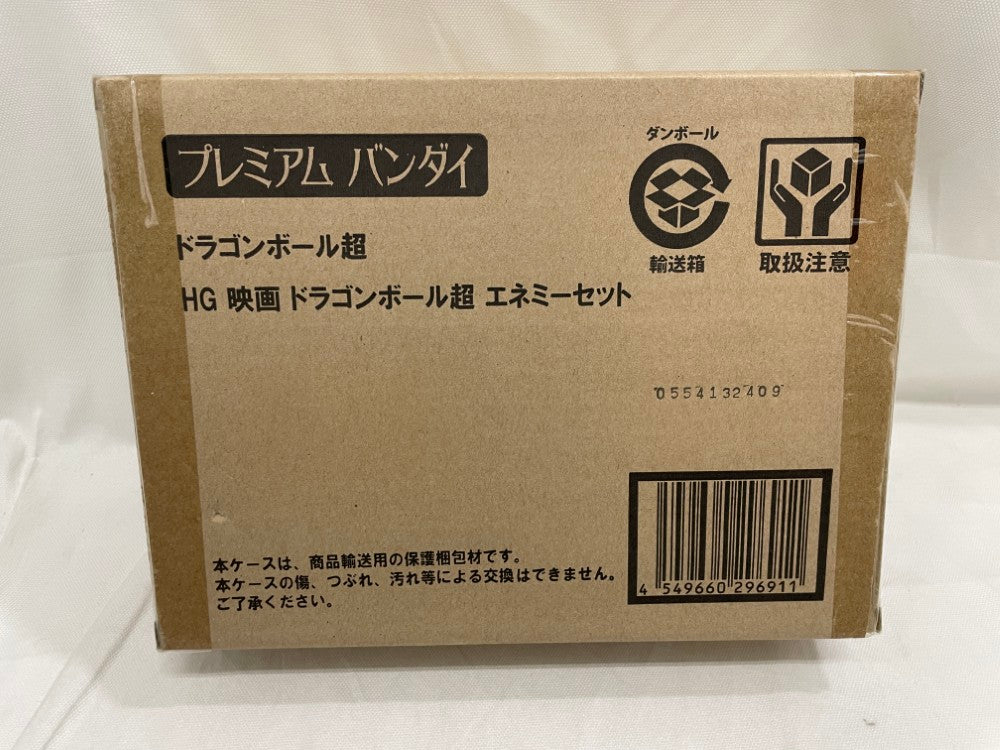 プレミアム バンダイ
ダンボール
輸送箱
取扱注意
ドラゴンボール超
HG 映画 ドラゴンボール超 エネミーセット
0554132409
本ケースは、商品輸送用の保護梱包材です。
本ケースの傷、つぶれ、汚れ等による交換はできません。
ご了承ください。
4 549660 296911